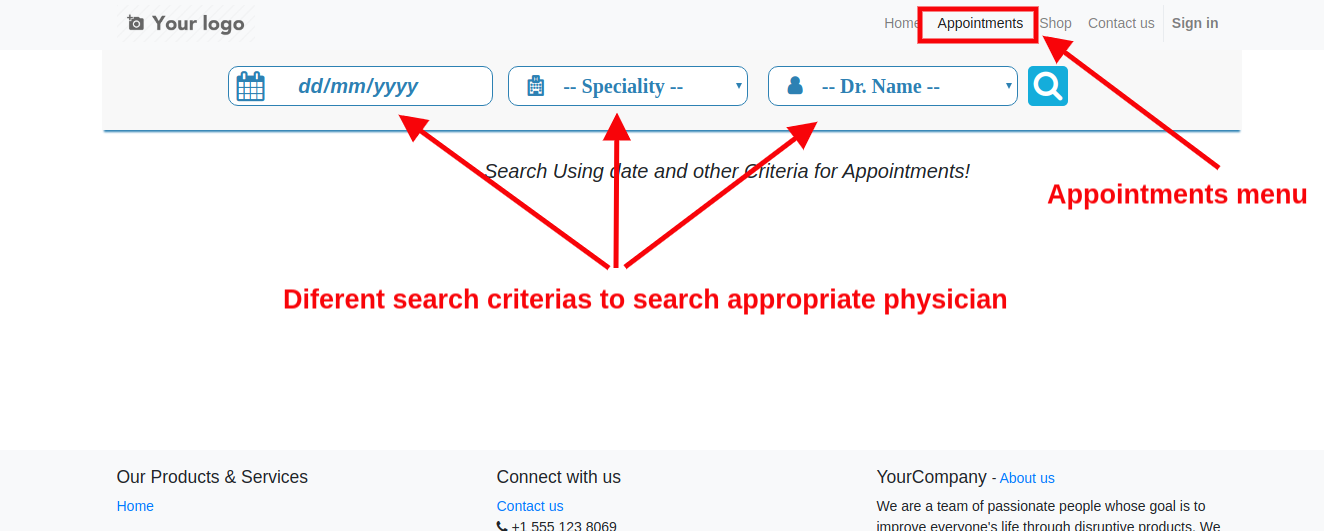 Your logo
Home Appointments Shop Contact us Sign in
dd/mm/yyyy -- Speciality -- -- Dr. Name --
Search Using date and other Criteria for Appointments!
Appointments menu
Diferent search criterias to search appropriate physician
Our Products & Services Connect with us YourCompany - About us
Home Contact us We are a team of passionate people whose goal is to
+1 555 123 8069 improve everyone's life through disruptive products. We